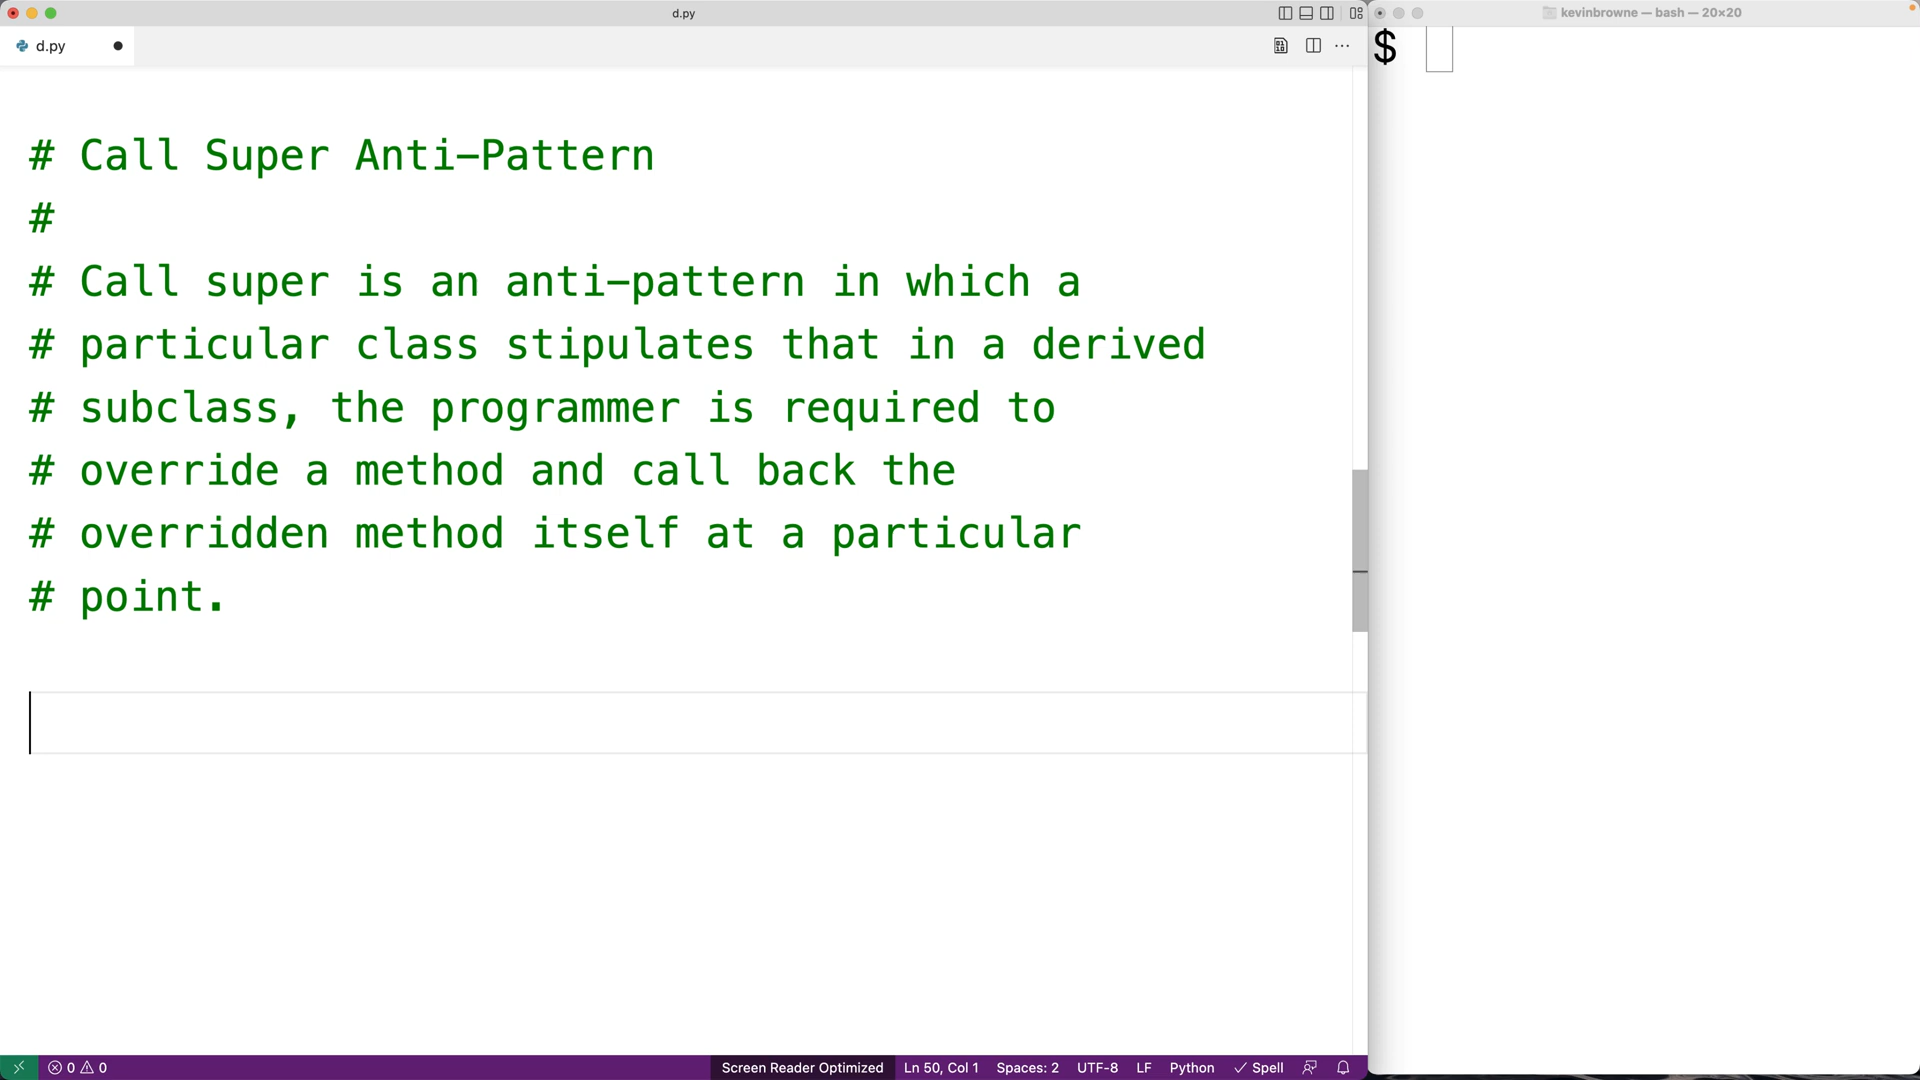 d.py
kevinbrowne — bash — 20×20
d.py
$
# Call Super Anti-Pattern
#
# Call super is an anti-pattern in which a
# particular class stipulates that in a derived
# subclass, the programmer is required to
# override a method and call back the
# overridden method itself at a particular
# point.
0 0
Screen Reader Optimized
Ln 50, Col 1
Spaces: 2
UTF-8
LF
Python
Spell